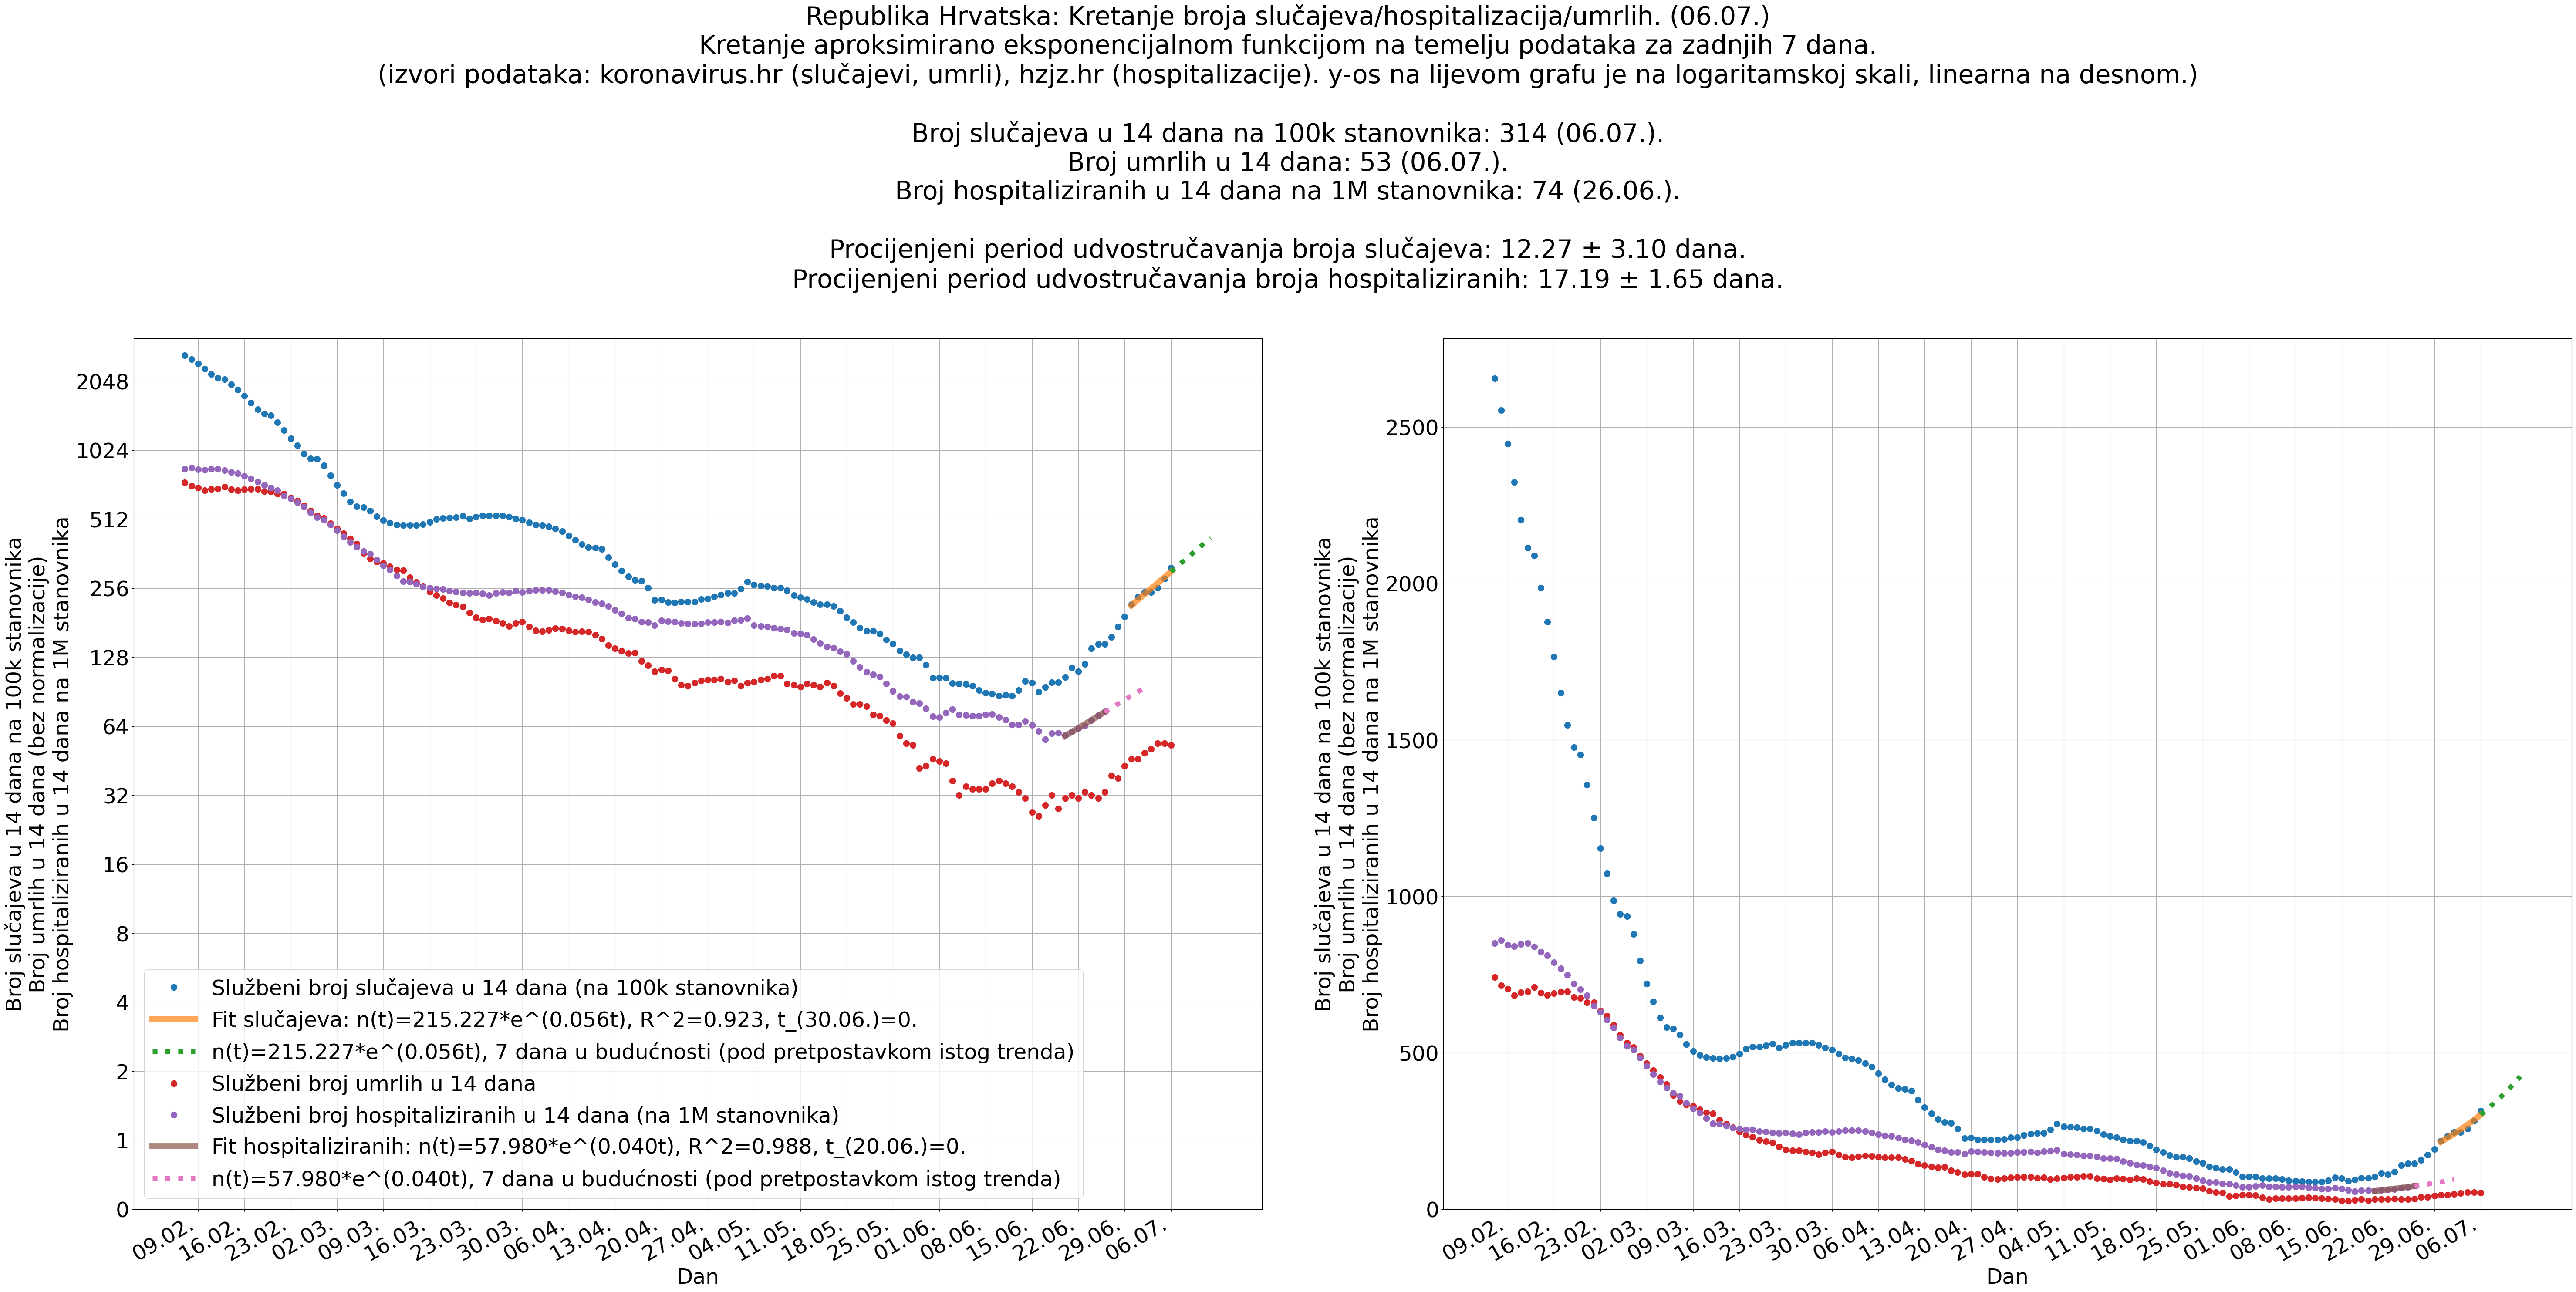 Republika Hrvatska: Kretanje broja slučajeva/hospitalizacija/umrlih. (06.07.)
Kretanje aproksimirano eksponencijalnom funkcijom na temelju podataka za zadnjih 7 dana.
(izvori podataka: koronavirus.hr (slučajevi, umrli), hzjz.hr (hospitalizacije). y-os na lijevom grafu je na logaritamskoj skali, linearna na desnom.)
Broj slučajeva u 14 dana na 100k stanovnika: 314 (06.07.).
Broj umrlih u 14 dana: 53 (06.07.).
Broj hospitaliziranih u 14 dana na 1M stanovnika: 74 (26.06.).
Procijenjeni period udvostručavanja broja slučajeva: 12.27 ± 3.10 dana.
Procijenjeni period udvostručavanja broja hospitaliziranih: 17.19 ± 1.65 dana.
Broj slučajeva u 14 dana na 100k stanovnika
Broj umrlih u 14 dana (bez normalizacije)
Broj hospitaliziranih u 14 dana na 1M stanovnika
2048
1024
512
256
128
64
32
16
8
4
2
1
0
Službeni broj slučajeva u 14 dana (na 100k stanovnika)
Fit slučajeva: n(t)=215.227*e^(0.056t), R^2=0.923, t_(30.06.)=0.
n(t)=215.227*e^(0.056t), 7 dana u budućnosti (pod pretpostavkom istog trenda)
Službeni broj umrlih u 14 dana
Službeni broj hospitaliziranih u 14 dana (na 1M stanovnika)
Fit hospitaliziranih: n(t)=57.980*e^(0.040t), R^2=0.988, t_(20.06.)=0.
n(t)=57.980*e^(0.040t), 7 dana u budućnosti (pod pretpostavkom istog trenda)
09.02. 16.02. 23.02. 02.03. 09.03. 16.03. 23.03. 30.03. 06.04. 13.04. 20.04. 27.04. 04.05. 11.05. 18.05. 25.05. 01.06. 08.06. 15.06. 22.06. 29.06. 06.07.
Dan
Broj slučajeva u 14 dana na 100k stanovnika
Broj umrlih u 14 dana (bez normalizacije)
Broj hospitaliziranih u 14 dana na 1M stanovnika
2500
2000
1500
1000
500
0
09.02. 16.02. 23.02. 02.03. 09.03. 16.03. 23.03. 30.03. 06.04. 13.04. 20.04. 27.04. 04.05. 11.05. 18.05. 25.05. 01.06. 08.06. 15.06. 22.06. 29.06. 06.07.
Dan